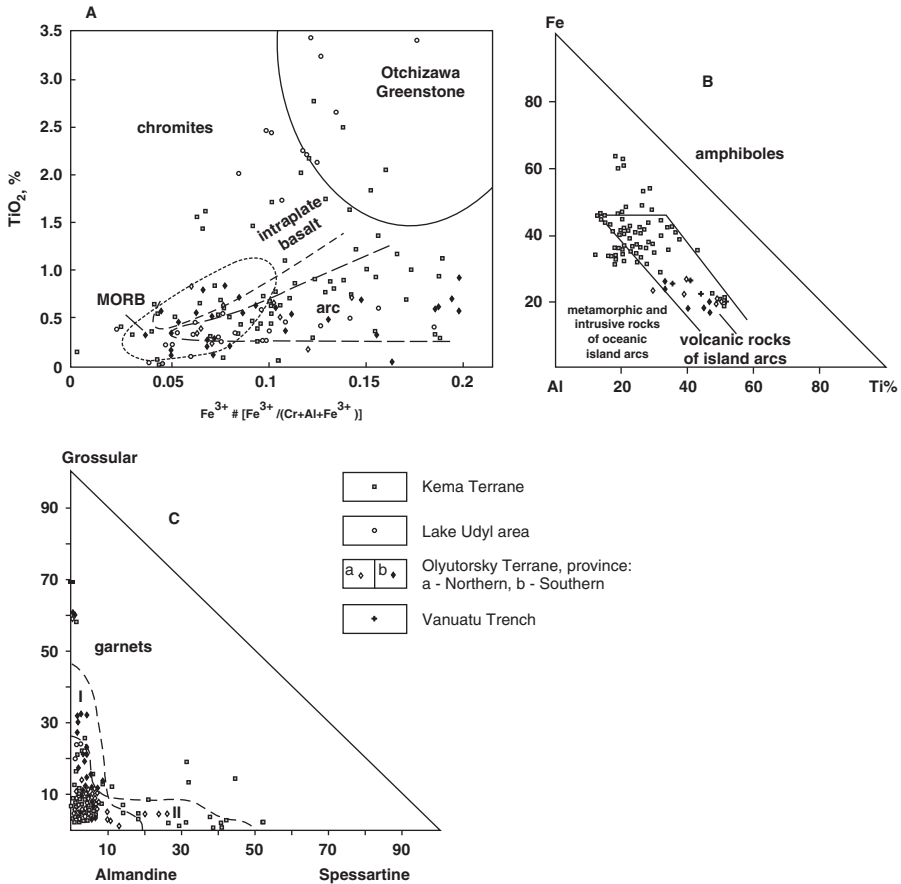 A
3.5
3.0
2.5
2.0
1.5
1.0
0.5
0
TiO2, %
chromites
Otchizawa
Greenstone
intraplate
basalt
MORB
arc
0
0.05
0.1
0.15
0.2
Fe3+ # [Fe3+/(Cr+Al+Fe3+)]
Fe
B
80
60
40
20
amphiboles
metamorphic and
intrusive rocks
of oceanic
island arcs
volcanic rocks
of island arcs
Al
20
40
60
80
Ti%
Grossular
C
90
70
50
30
10
garnets
I
II
10
30
50
70
90
Almandine
Spessartine
Kema Terrane
Lake Udyl area
a
b
Olyutorsky Terrane, province:
a - Northern, b - Southern
Vanuatu Trench